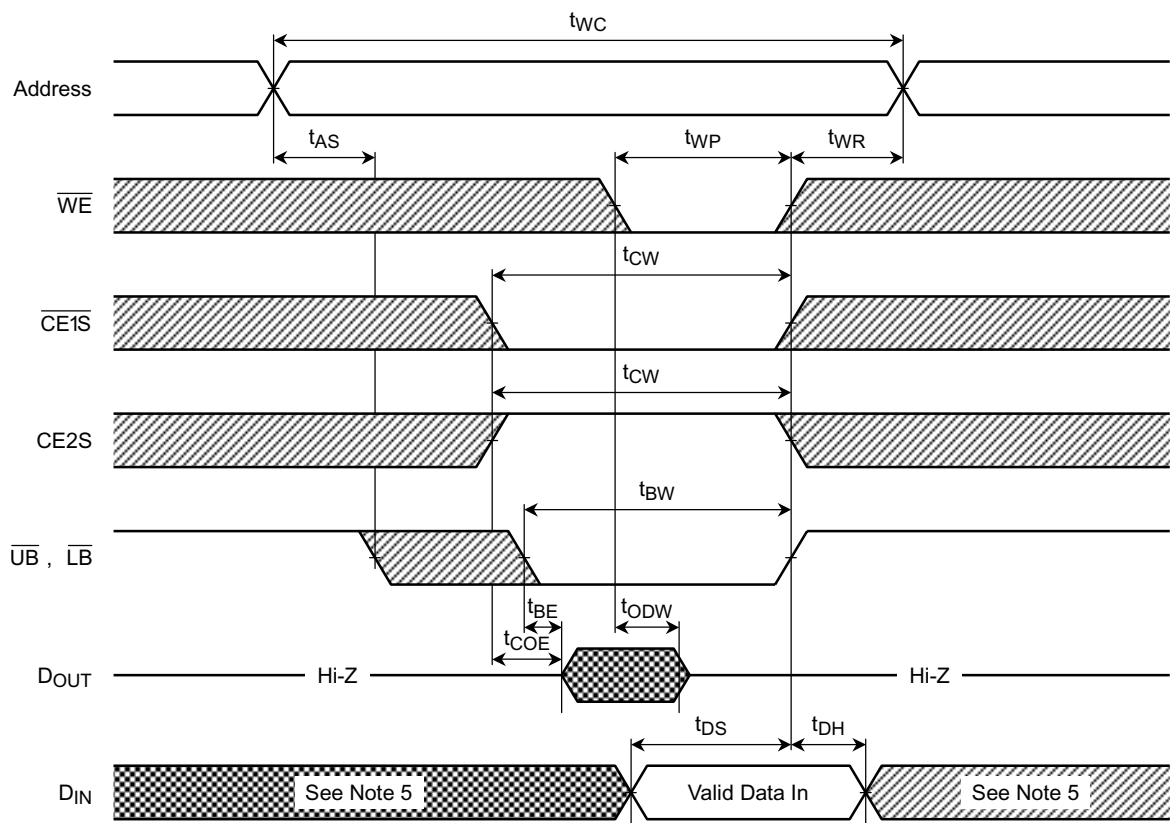 tWC
Address
tAS
tWP
tWR
WE
tCW
CE1S
tCW
CE2S
tBW
UB , LB
tBE
tODW
tCOE
DOUT
Hi-Z
Hi-Z
tDS
tDH
DIN
See Note 5
Valid Data In
See Note 5